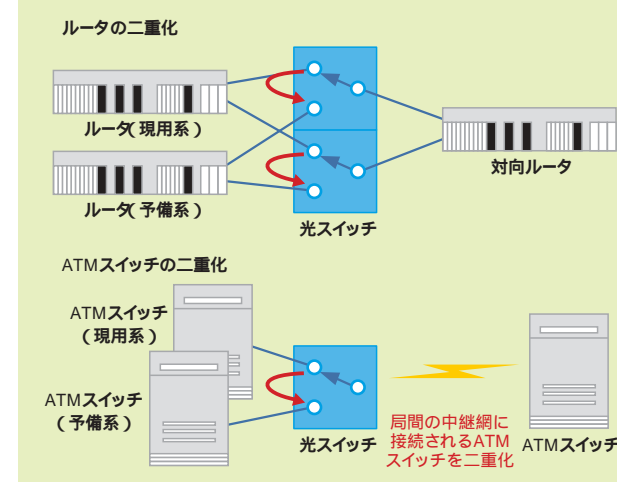 ルータの二重化
ルータ（現用系）
ルータ（予備系）
対向ルータ
光スイッチ
ATMスイッチの二重化
ATMスイッチ
（現用系）
ATMスイッチ
（予備系）
光スイッチ
局間の中継網に
接続されるATM
スイッチを二重化
ATMスイッチ